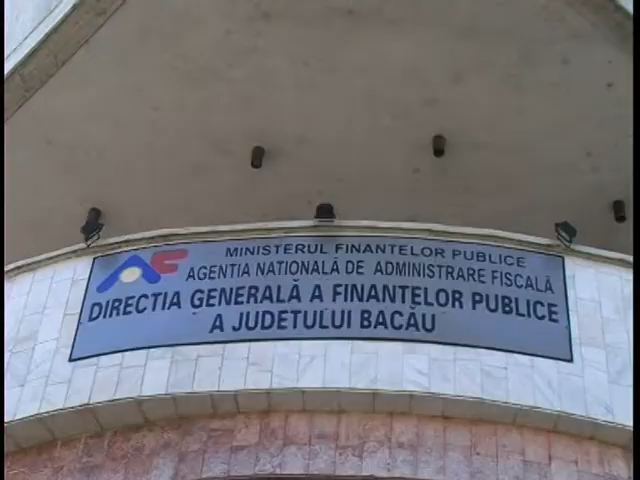 MINISTERUL FINANTELOR PUBLICE
AGENTIA NATIONALĂ DE ADMINISTRARE FISCALĂ
DIRECTIA GENERALĂ A FINANTELOR PUBLICE
A JUDETULUI BACĂU